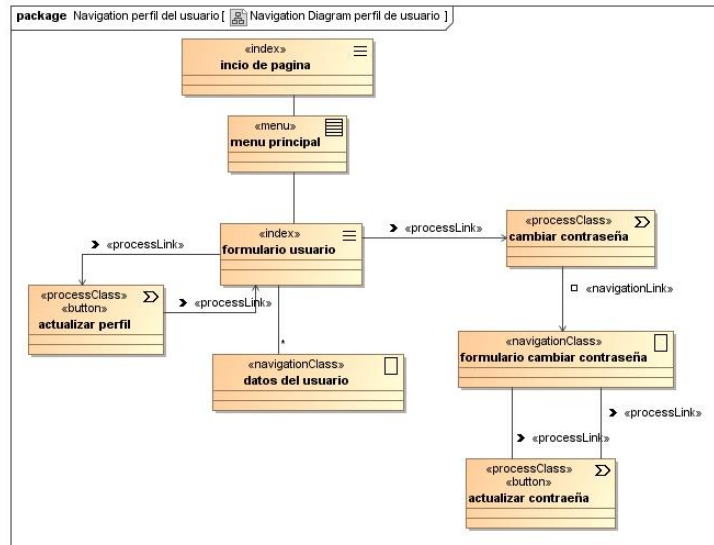 package Navigation perfil del usuario [ Navigation Diagram perfil de usuario ]
«index»
incio de pagina
«menu»
menu principal
«index»
formulario usuario
«processLink»
«processClass»
cambiar contraseña
«processLink»
«processClass»
«button»
actualizar perfil
«processLink»
«navigationLink»
*
«navigationClass»
datos del usuario
«navigationClass»
formulario cambiar contraseña
«processLink»
«processLink»
«processClass»
«button»
actualizar contraeña